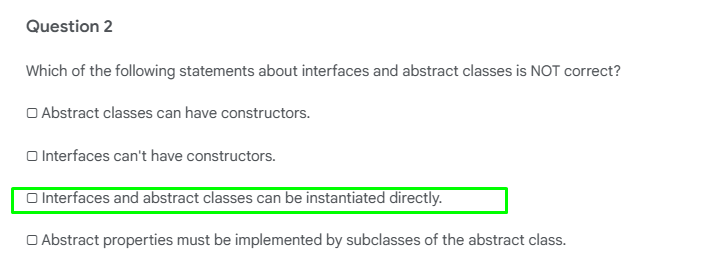 Question 2
Which of the following statements about interfaces and abstract classes is NOT correct?
Abstract classes can have constructors.
Interfaces can't have constructors.
Interfaces and abstract classes can be instantiated directly.
Abstract properties must be implemented by subclasses of the abstract class.